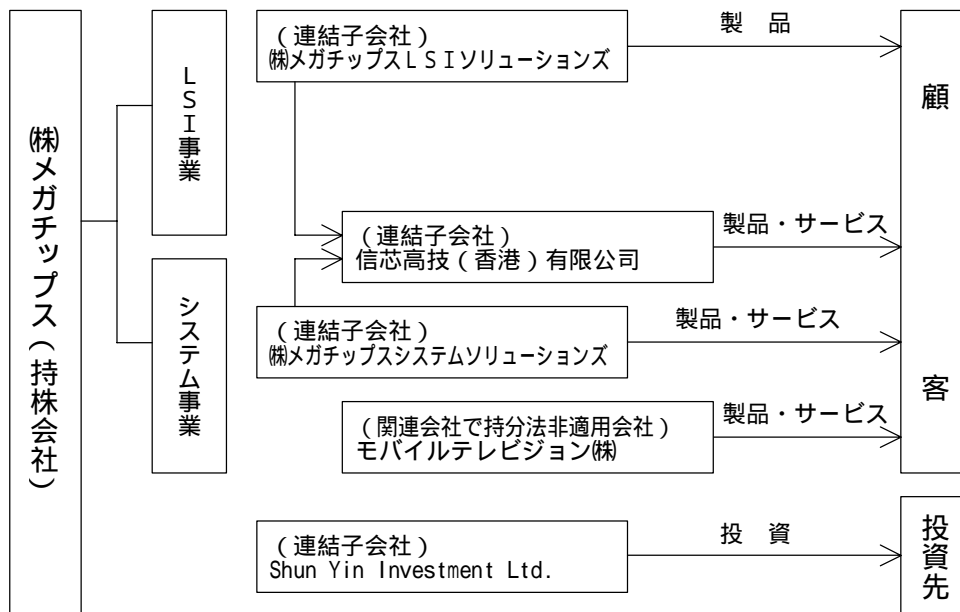 ㈱メガチップス(持株会社)
LSI事業
システム事業
(連結子会社)
㈱メガチップスLSIソリューションズ
製 品
(連結子会社)
信芯高技(香港)有限公司
製品・サービス
(連結子会社)
㈱メガチップスシステムソリューションズ
製品・サービス
(関連会社で持分法非適用会社)
モバイルテレビジョン㈱
製品・サービス
顧 客
(連結子会社)
Shun Yin Investment Ltd.
投 資
投資先